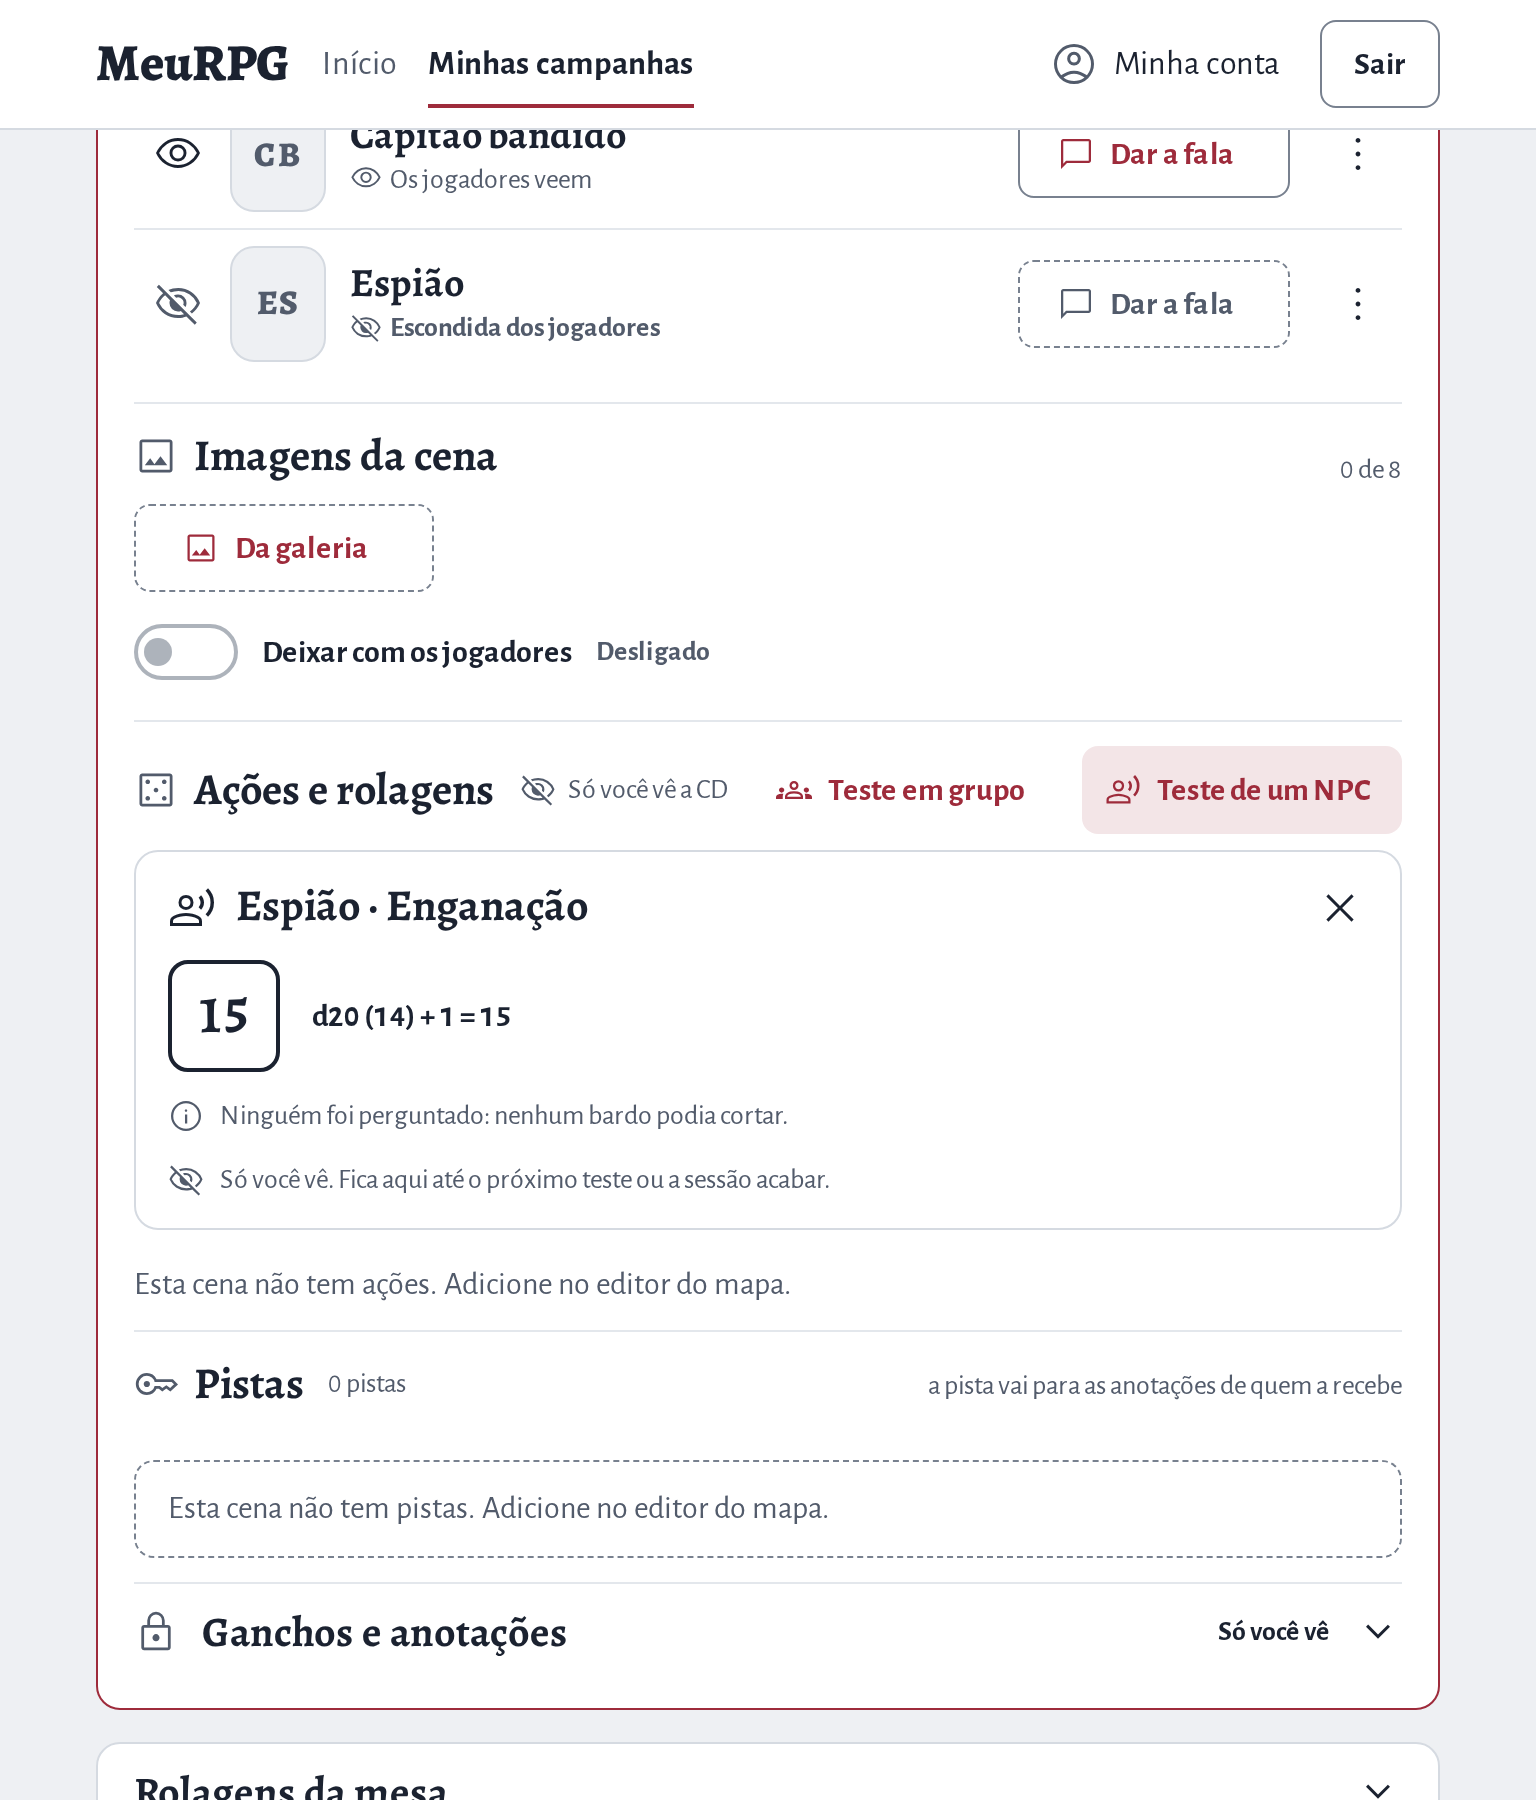 MeuRPG Início Minhas campanhas Minha conta Sair
CB Capitão bandido Dar a fala
Os jogadores veem
ES Espião Dar a fala
Escondida dos jogadores
Imagens da cena 0 de 8
Da galeria
Deixar com os jogadores Desligado
Ações e rolagens Só você vê a CD Teste em grupo Teste de um NPC
Espião · Enganação
15 d20 (14) + 1 = 15
Ninguém foi perguntado: nenhum bardo podia cortar.
Só você vê. Fica aqui até o próximo teste ou a sessão acabar.
Esta cena não tem ações. Adicione no editor do mapa.
Pistas 0 pistas a pista vai para as anotações de quem a recebe
Esta cena não tem pistas. Adicione no editor do mapa.
Ganchos e anotações Só você vê
Rolagens da mesa